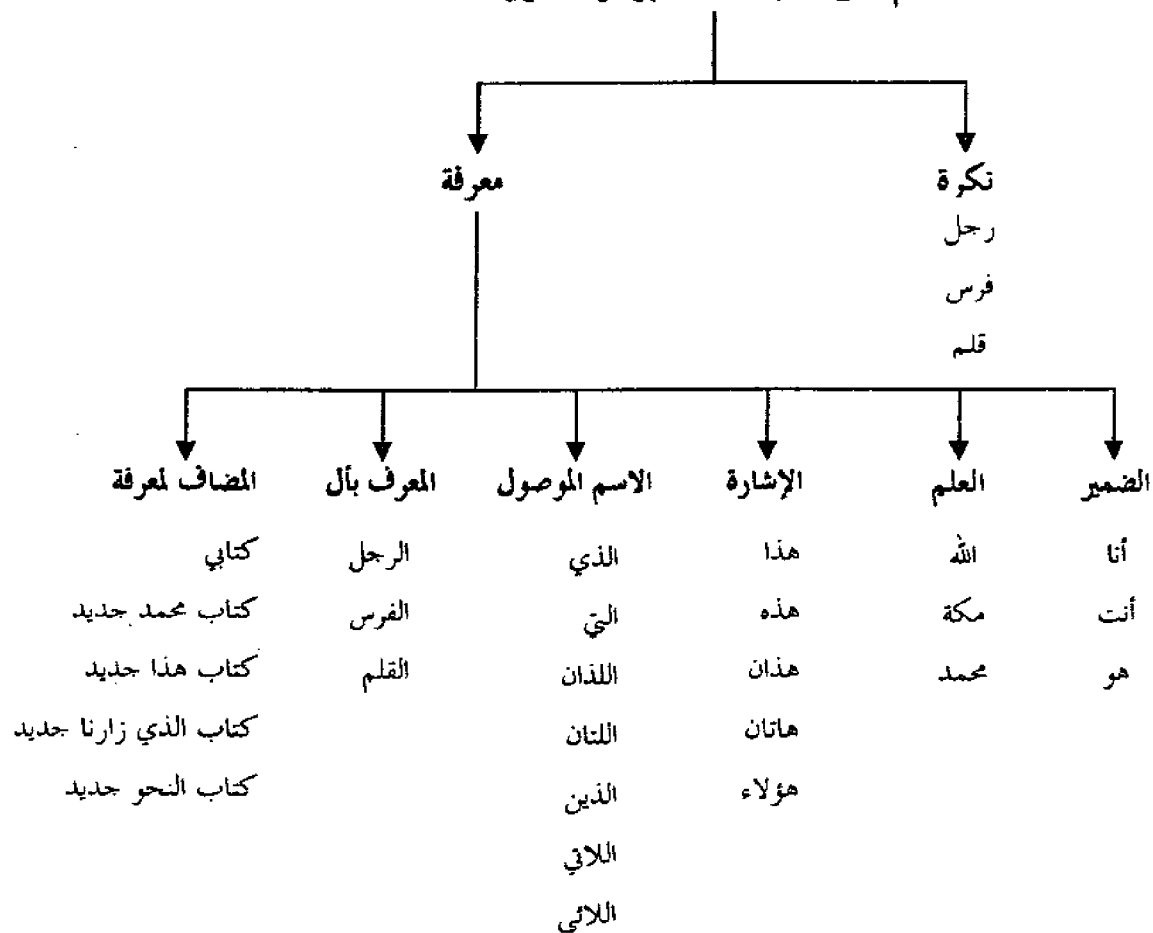 معرفة
نكرة
رجل
فرس
قلم
الضمير العلم الإشارة الاسم الموصول المعرف بأل المضاف لمعرفة
أنا الله هذا الذي الرجل كتابي
أنت مكة هذه التي الفرس كتاب محمد جديد
هو محمد هذان اللذان القلم كتاب هذا جديد
هاتان اللتان كتاب الذي زارنا جديد
هؤلاء الذين كتاب النحو جديد
اللاتي
اللائي